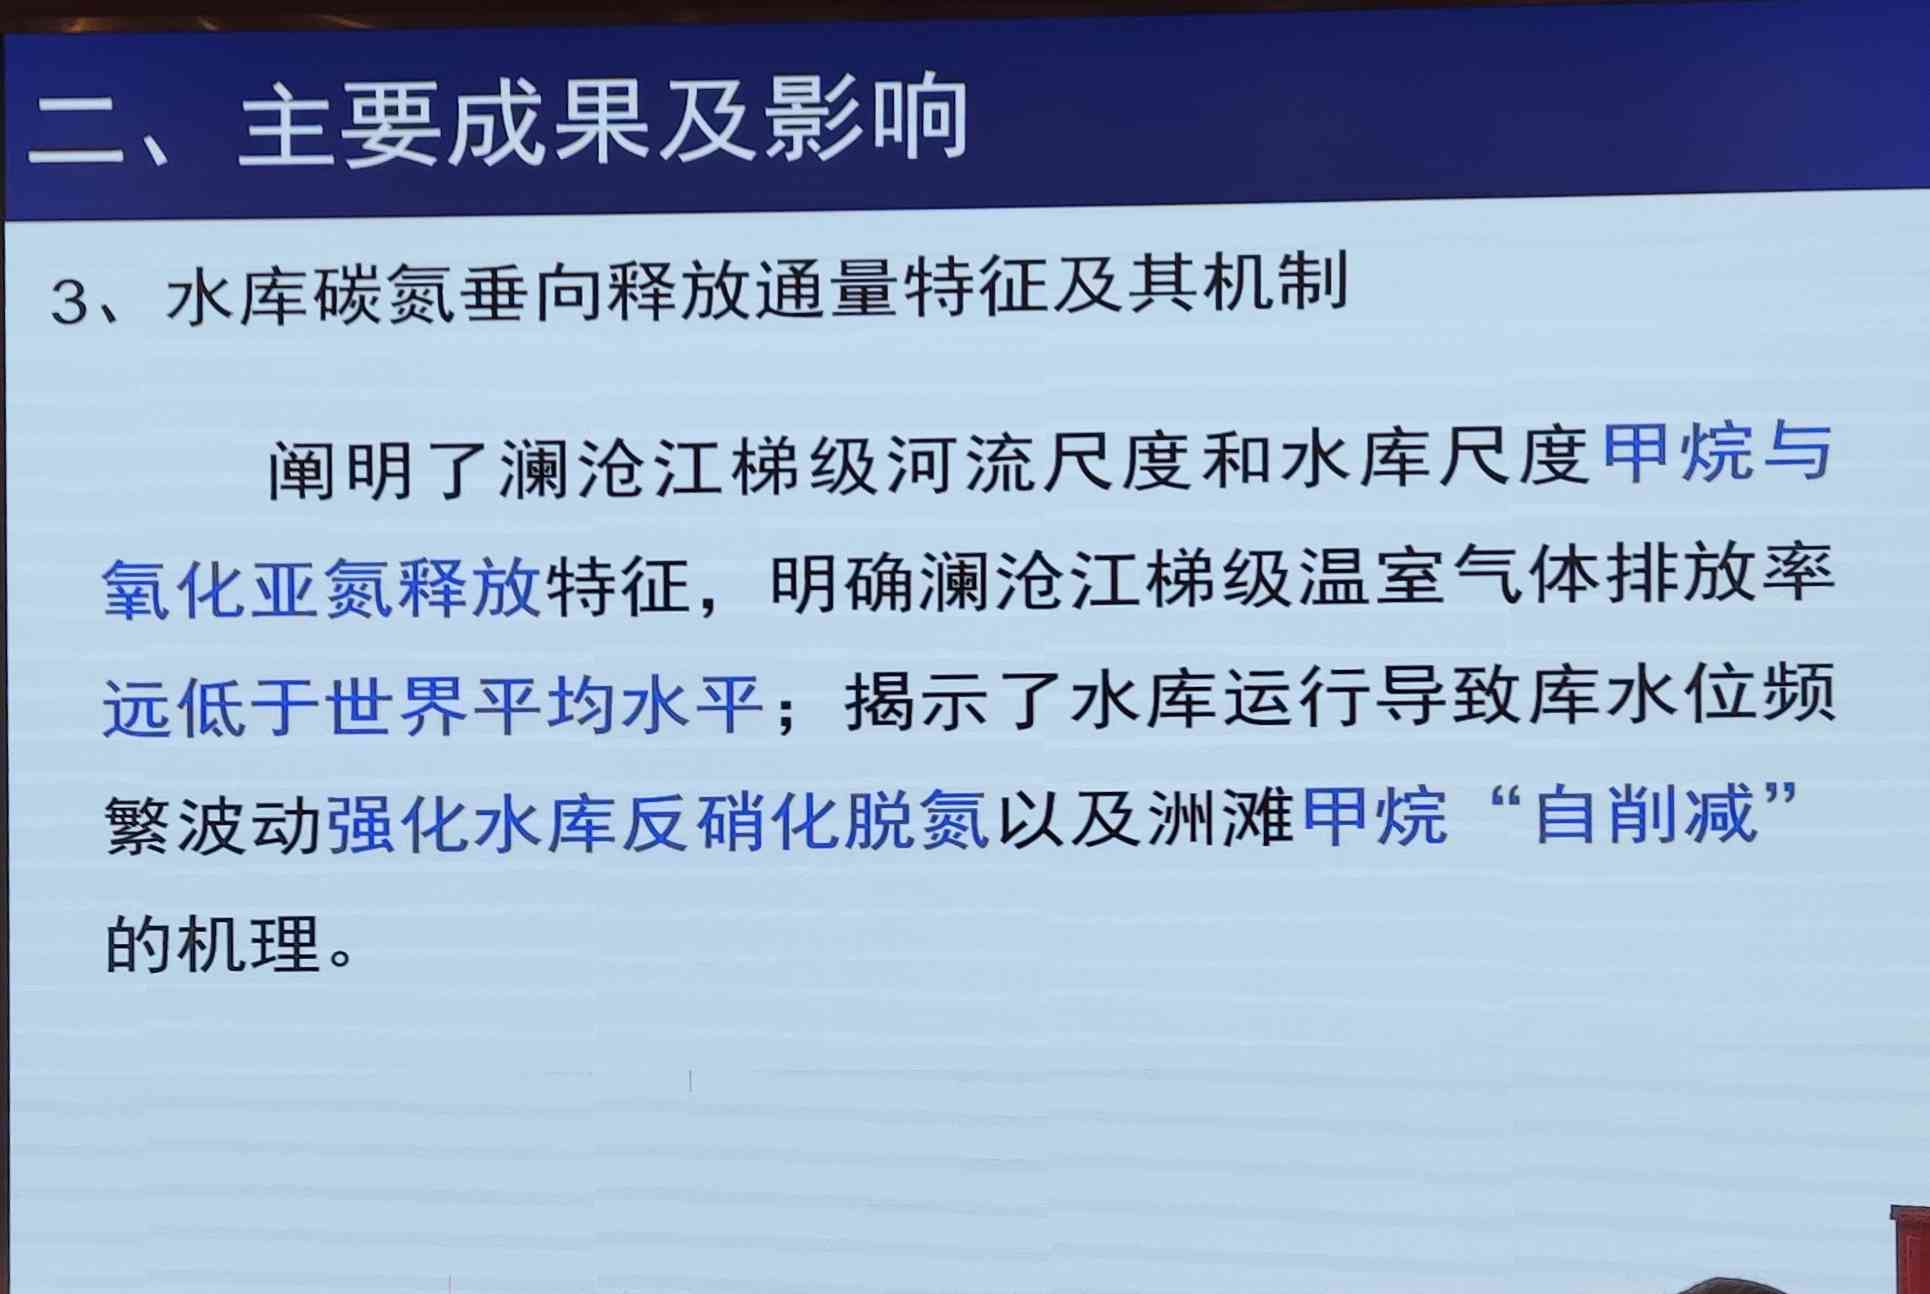 二、主要成果及影响
3、水库碳氮垂向释放通量特征及其机制
阐明了澜沧江梯级河流尺度和水库尺度甲烷与
氧化亚氮释放特征，明确澜沧江梯级温室气体排放率
远低于世界平均水平；揭示了水库运行导致库水位频
繁波动强化水库反硝化脱氮以及洲滩甲烷“自削减”
的机理。